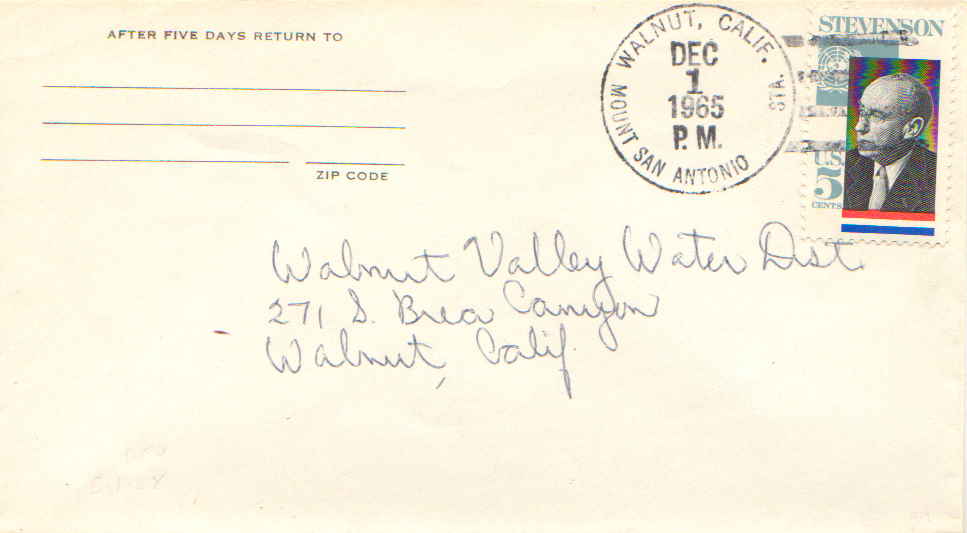 AFTER FIVE DAYS RETURN TO
ZIP CODE
WALNUT, CALIF.
MOUNT SAN ANTONIO STA.
DEC
1
1965
P.M.
STEVENSON
U.S.
5
CENTS
Walnut Valley Water Dist.
271 S. Brea Canyon
Walnut, Calif.